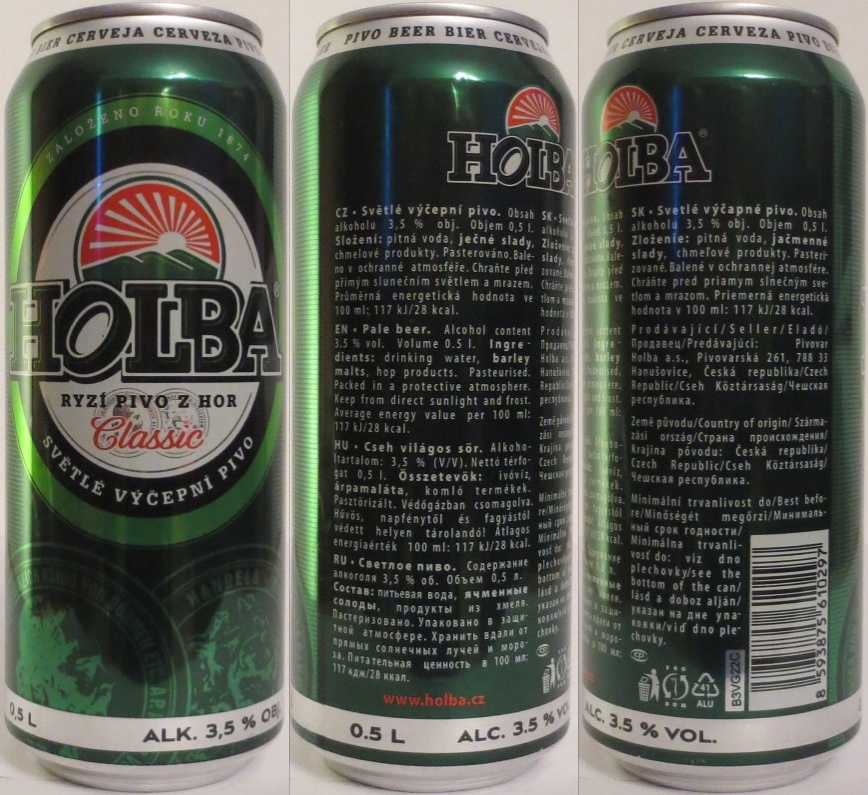 BIER CERVEJA CERVEZA PIVO
ZALOŽENO ROKU 1874
HOLBA®
RYZÍ PIVO Z HOR
Classic
SVĚTLÉ VÝČEPNÍ PIVO
0,5 L
ALK. 3,5 % OB
PIVO BEER BIER CERVEJA
HOLBA
CZ • Světlé výčepní pivo. Obsah
alkoholu 3,5 % obj. Objem 0,5 l.
Složení: pitná voda, ječné slady,
chmelové produkty. Pasterováno.Bale-
no v ochranné atmosféře. Chraňte před
přímým slunečním světlem a mrazem.
Průměrná energetická hodnota ve
100 ml: 117 kJ/28 kcal.
EN • Pale beer. Alcohol content
3.5 % vol. Volume 0.5 l. Ingre-
dients: drinking water, barley
malts, hop products. Pasteurised.
Packed in a protective atmosphere.
Keep from direct sunlight and frost.
Average energy value per 100 ml:
117 kJ/28 kcal.
HU • Cseh világos sör. Alkoho-
ltartalom: 3,5 % (V/V). Nettó térfo-
gat 0,5 l. Összetevök: ivóvíz,
árpamaláta, komló termékek.
Pasztörizált. Védőgázban csomagolva.
Hűvös, napfénytől és fagyástól
védett helyen tárolandó! Átlagos
energiaérték 100 ml: 117 kJ/28 kcal.
RU • Светлое пиво. Содержание
алкоголя 3,5 % об. Объем 0,5 л.
Состав: питьевая вода, ячменные
солоды, продукты из хмеля.
Пастеризовано. Упаковано в защи-
тной атмосфере. Хранить вдали от
прямых солнечных лучей и моро-
за. Питательная ценность в 100 мл:
117 кдж/28 ккал.
www.holba.cz
0.5 L
ALC. 3.5 % VOL
CERVEJA CERVEZA PIVO
HOLBA®
SK • Svetlé výčapné pivo. Obsah
alkoholu 3,5 % obj. Objem 0,5 l.
Zloženie: pitná voda, jačmenné
slady, chmeľové produkty. Pasteri-
zované. Balené v ochrannej atmosfére.
Chráňte pred priamym slnečným sve-
tlom a mrazom. Priemerná energetická
hodnota v 100 ml: 117 kJ/28 kcal.
Prodávající/Seller/Eladó/
Продавец/Predávajúci: Pivovar
Holba a.s., Pivovarská 261, 788 33
Hanušovice, Česká republika/Czech
Republic/Cseh Köztársaság/Чешская
республика.
Země původu/Country of origin/ Szárma-
zási ország/Страна происхождения/
Krajina pôvodu: Česká republika/
Czech Republic/Cseh Köztársaság/
Чешская республика.
Minimální trvanlivost do/Best befo-
re/Minőségét megőrzi/Минималь-
ный срок годности/
Minimálna trvanli-
vosť do: viz dno
plechovky/see the
bottom of the can/
lásd a doboz alján/
указан на дне упа-
ковки/viď dno ple-
chovky.
41
ALU
B3VG22C
8 593875 610297
ALC. 3.5 % VOL.